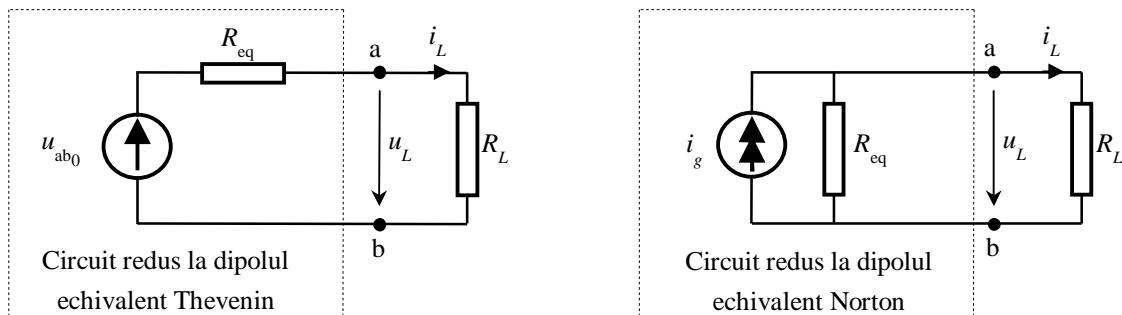 R_eq
a
i_L
u_ab0
u_L
R_L
b
Circuit redus la dipolul
echivalent Thevenin
a
i_L
i_g
R_eq
u_L
R_L
b
Circuit redus la dipolul
echivalent Norton